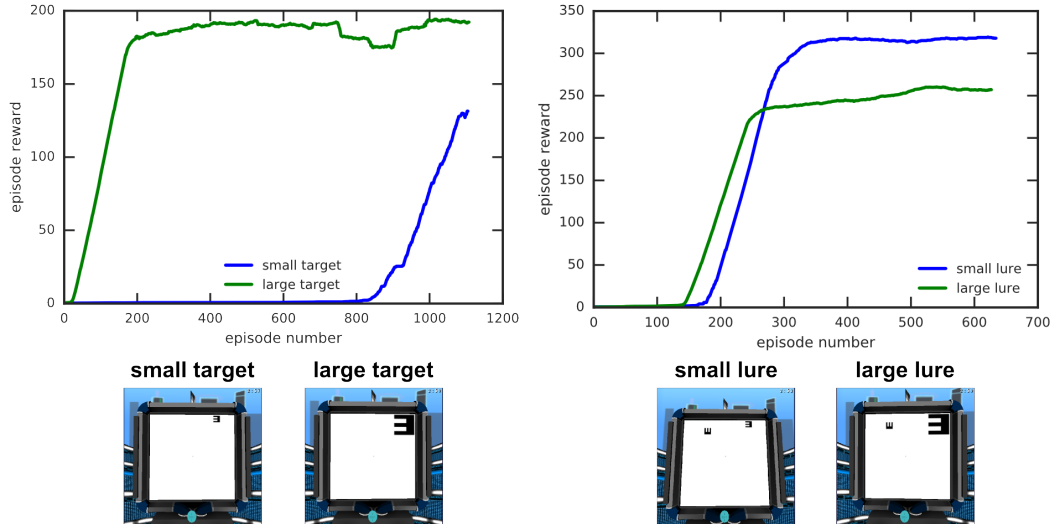 200
150
100
50
0
episode reward
small target
large target
0 200 400 600 800 1000 1200
episode number
350
300
250
200
150
100
50
0
episode reward
small lure
large lure
0 100 200 300 400 500 600 700
episode number
small target large target
small lure large lure
E
E